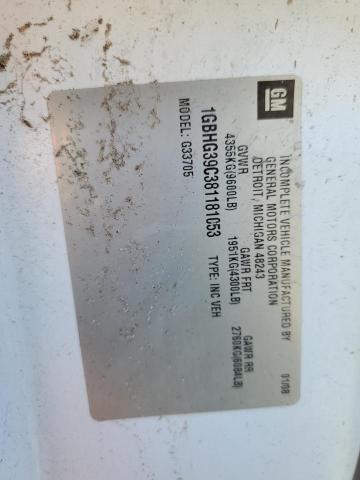 GM
INCOMPLETE VEHICLE MANUFACTURED BY
GENERAL MOTORS CORPORATION
DETROIT, MICHIGAN 48243
01/08
GVWR GAWR FRT GAWR RR
4355KG(9600LB) 1951KG(4300LB) 2760KG(6084LB)
1GBHG39C381181053
TYPE: INC VEH
MODEL: G33705